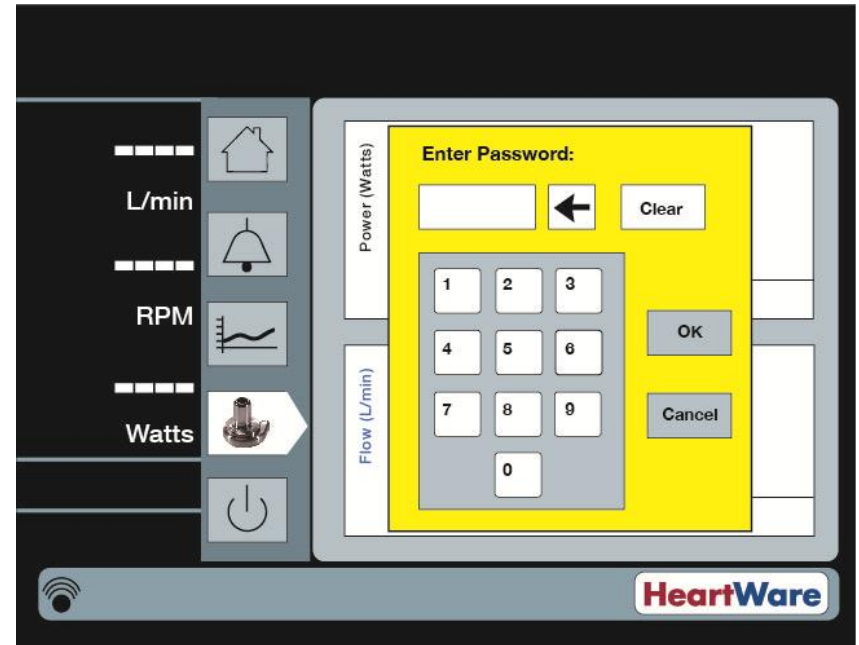 ----
L/min
----
RPM
----
Watts
Power (Watts)
Flow (L/min)
Enter Password:
Clear
1 2 3
4 5 6
7 8 9
0
OK
Cancel
HeartWare